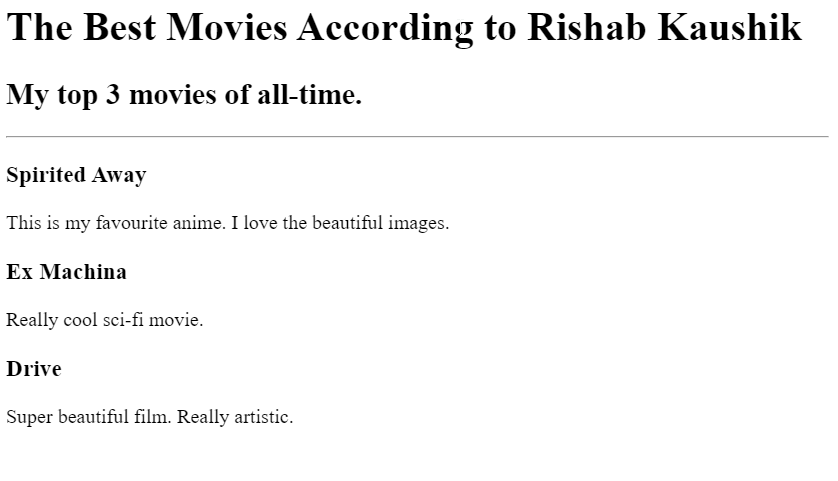 The Best Movies According to Rishab Kaushik
My top 3 movies of all-time.
Spirited Away
This is my favourite anime. I love the beautiful images.
Ex Machina
Really cool sci-fi movie.
Drive
Super beautiful film. Really artistic.